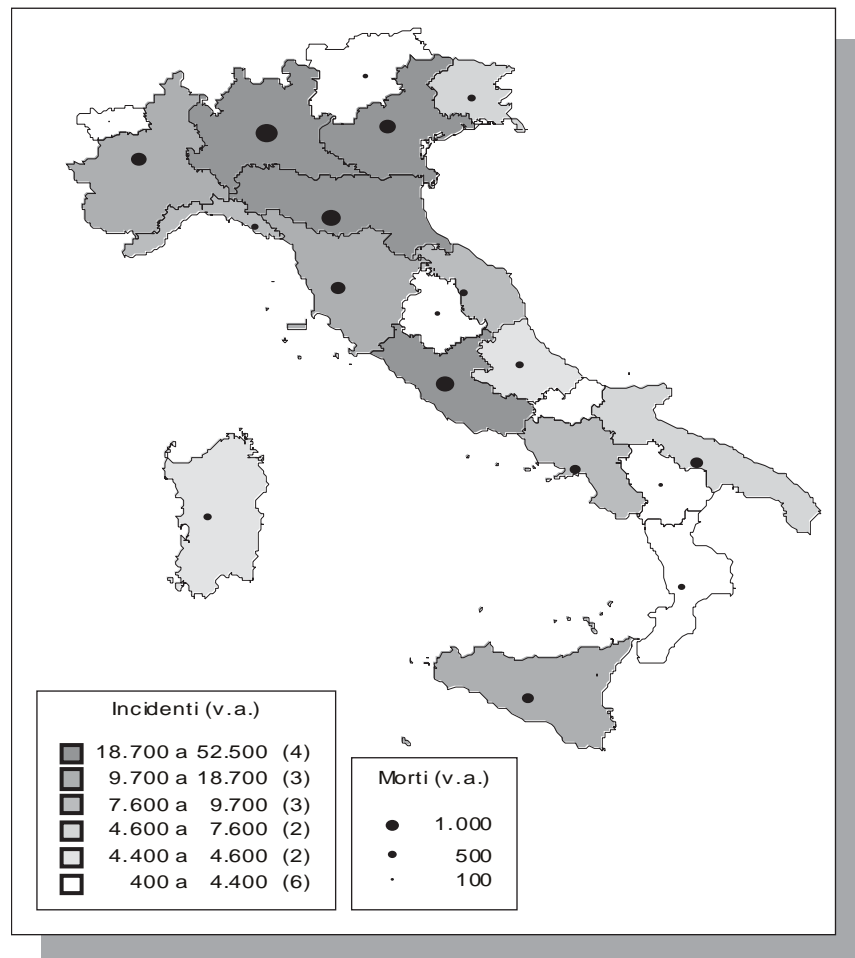 Incidenti (v.a.)
18.700 a 52.500 (4)
9.700 a 18.700 (3)
7.600 a 9.700 (3)
4.600 a 7.600 (2)
4.400 a 4.600 (2)
400 a 4.400 (6)
Morti (v.a.)
1.000
500
100